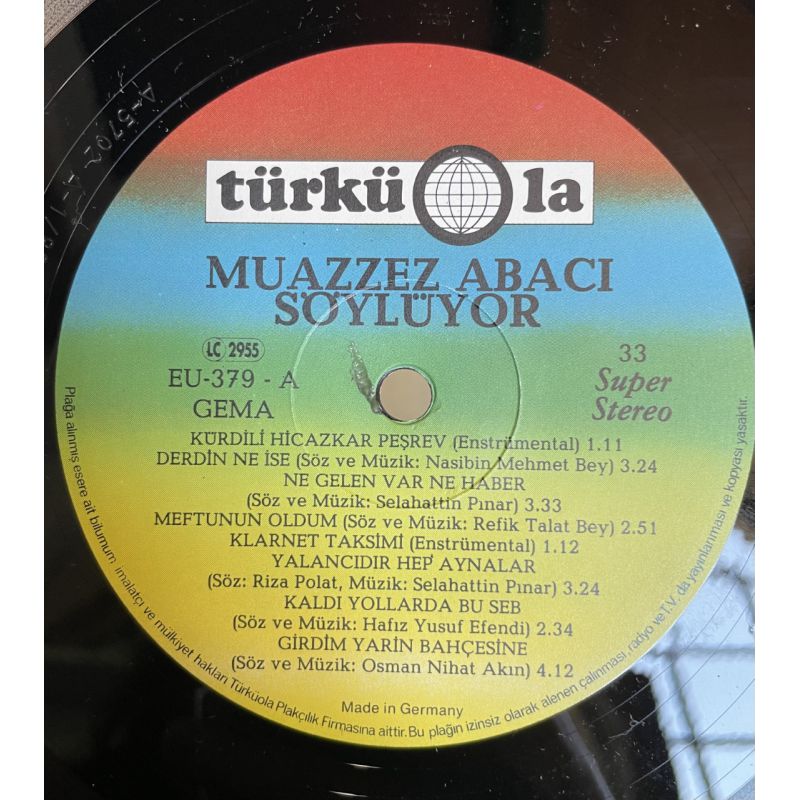 türküola
MUAZZEZ ABACI
SÖYLÜYOR
LC 2955
EU-379 - A
GEMA
33
Super
Stereo
KÜRDİLİ HİCAZKAR PEŞREV (Enstrümental) 1.11
DERDİN NE İSE (Söz ve Müzik: Nasibin Mehmet Bey) 3.24
NE GELEN VAR NE HABER
(Söz ve Müzik: Selahattin Pınar) 3.33
MEFTUNUN OLDUM (Söz ve Müzik: Refik Talat Bey) 2.51
KLARNET TAKSİMİ (Enstrümental) 1.12
YALANCIDIR HEP AYNALAR
(Söz: Riza Polat, Müzik: Selahattin Pınar) 3.24
KALDI YOLLARDA BU SEB
(Söz ve Müzik: Hafız Yusuf Efendi) 2.34
GİRDİM YARİN BAHÇESİNE
(Söz ve Müzik: Osman Nihat Akın) 4.12
Made in Germany
Plağa alınmış esere ait bilumum imalatçı ve mülkiyet hakları Türküola Plakçılık Firmasına aittir. Bu plağın izinsiz olarak alenen çalınması, radyo ve T.V. da yayınlanması ve kopyası yasaktır.
A-5702